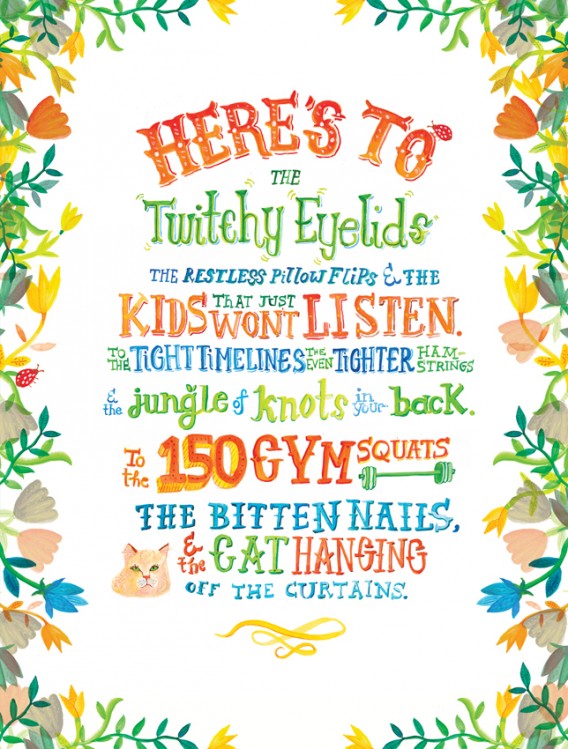 HERE'S TO
THE
Twitchy Eyelids
THE RESTLESS PILLOW FLIPS & THE
KIDS THAT JUST WONT LISTEN.
TO THE TIGHT TIMELINES THE EVEN TIGHTER HAM-STRINGS
& the jungle of knots in your back.
To the 150 GYM SQUATS
THE BITTEN NAILS,
& the CAT HANGING
OFF THE CURTAINS.